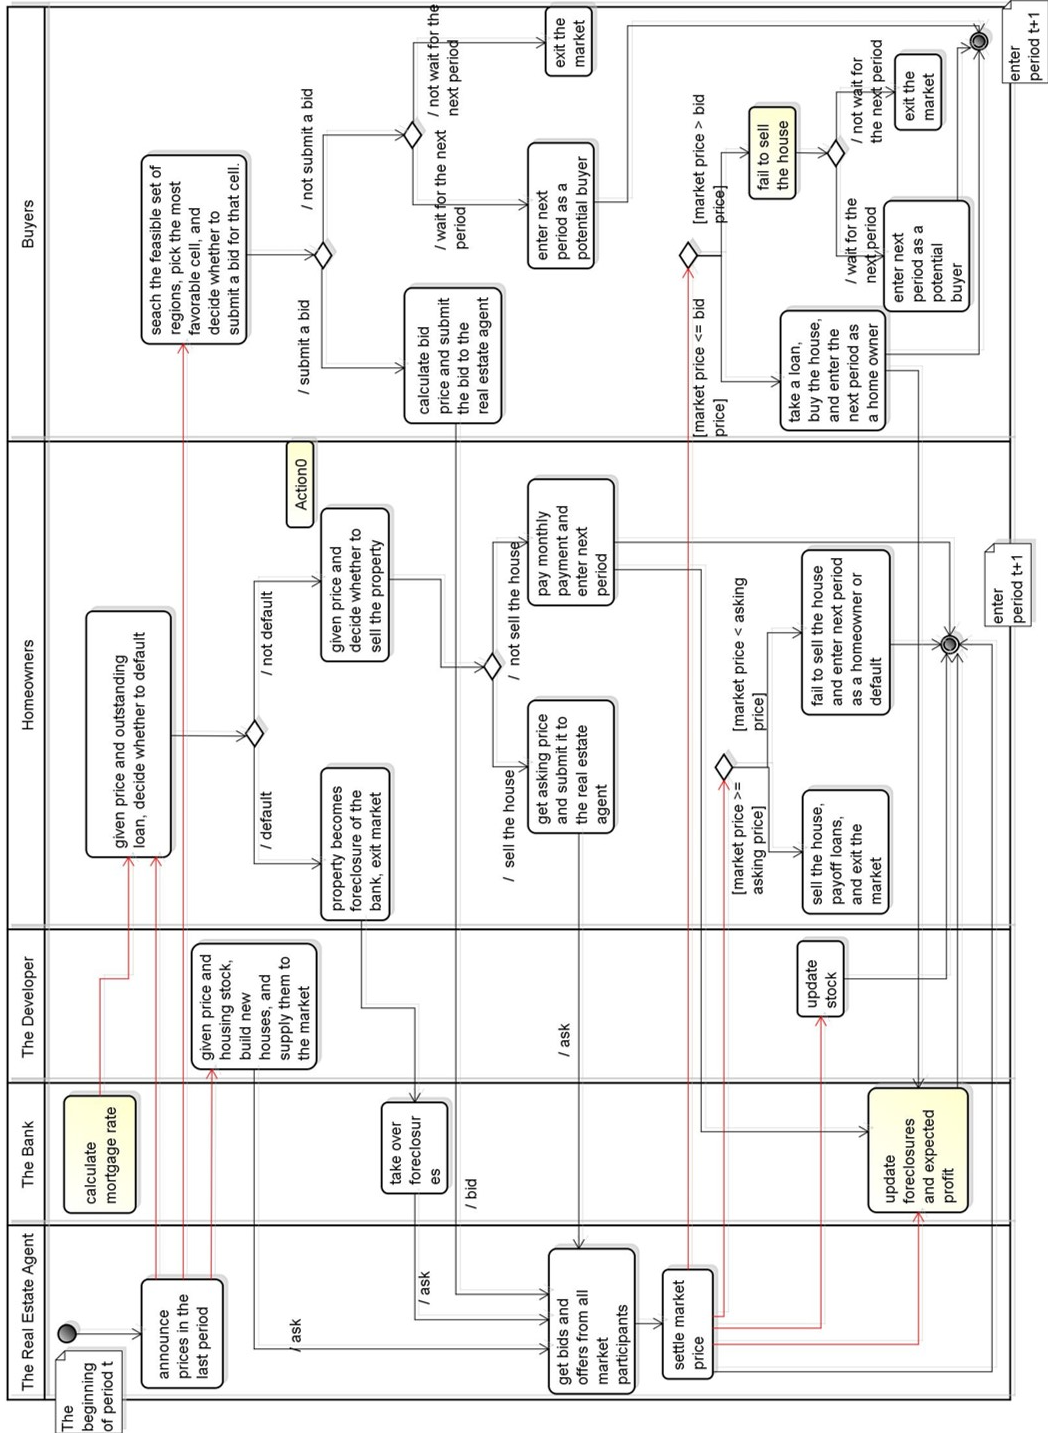 The Real Estate Agent
The Bank
The Developer
Homeowners
Buyers
The
beginning
of period t
announce
prices in the
last period
calculate
mortgage rate
given price and
housing stock,
build new
houses, and
supply them to
the market
given price and outstanding
loan, decide whether to default
seach the feasible set of
regions, pick the most
favorable cell, and
decide whether to
submit a bid for that cell.
/ default
/ not default
Action0
/ submit a bid
/ not submit a bid
/ ask
property becomes
foreclosure of the
bank, exit market
given price and
decide whether to
sell the property
take over
foreclosur
es
/ ask
/ bid
calculate bid
price and submit
the bid to the
real estate agent
/ wait for the next
period
/ not wait for the
next period
/ sell the house
/ not sell the house
get bids and
offers from all
market
participants
/ ask
get asking price
and submit it to
the real estate
agent
pay monthly
payment and
enter next
period
enter next
period as a
potential buyer
exit the
market
settle market
price
[market price <= bid
price]
[market price > bid
price]
[market price >=
asking price]
[market price < asking
price]
fail to sell
the house
take a loan,
buy the house,
and enter the
next period as
a home owner
update
stock
sell the house,
payoff loans,
and exit the
market
fail to sell the house
and enter next period
as a homeowner or
default
/ wait for the
next period
/ not wait for
the next period
update
foreclosures
and expected
profit
enter next
period as a
potential
buyer
exit the
market
enter
period t+1
enter
period t+1